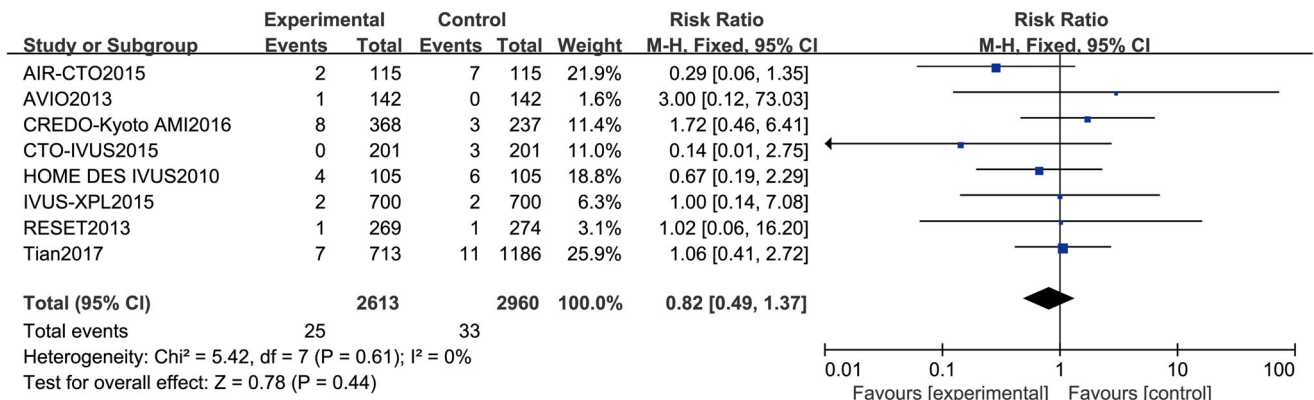 Experimental Control Risk Ratio Risk Ratio
Study or Subgroup Events Total Events Total Weight M-H, Fixed, 95% CI M-H, Fixed, 95% CI
AIR-CTO2015 2 115 7 115 21.9% 0.29 [0.06, 1.35]
AVIO2013 1 142 0 142 1.6% 3.00 [0.12, 73.03]
CREDO-Kyoto AMI2016 8 368 3 237 11.4% 1.72 [0.46, 6.41]
CTO-IVUS2015 0 201 3 201 11.0% 0.14 [0.01, 2.75]
HOME DES IVUS2010 4 105 6 105 18.8% 0.67 [0.19, 2.29]
IVUS-XPL2015 2 700 2 700 6.3% 1.00 [0.14, 7.08]
RESET2013 1 269 1 274 3.1% 1.02 [0.06, 16.20]
Tian2017 7 713 11 1186 25.9% 1.06 [0.41, 2.72]
Total (95% CI) 2613 2960 100.0% 0.82 [0.49, 1.37]
Total events 25 33
Heterogeneity: Chi² = 5.42, df = 7 (P = 0.61); I² = 0%
Test for overall effect: Z = 0.78 (P = 0.44)
0.01 0.1 1 10 100
Favours [experimental] Favours [control]